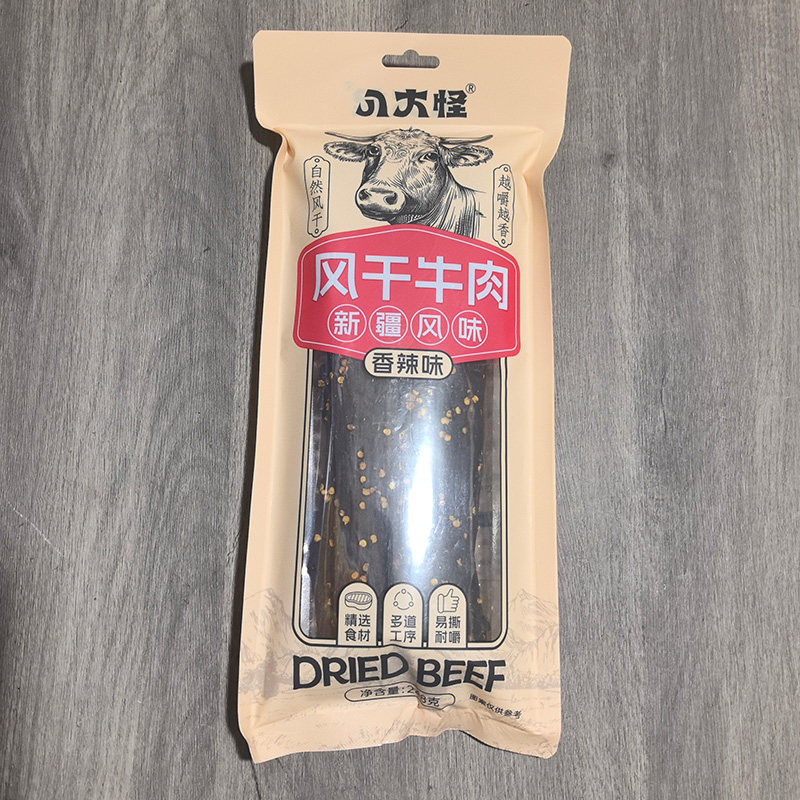 大怪®
自然风干
越嚼越香
风干牛肉
新疆风味
香辣味
精选食材
多道工序
易撕耐嚼
DRIED BEEF
净含量:
克
图案仅供参考